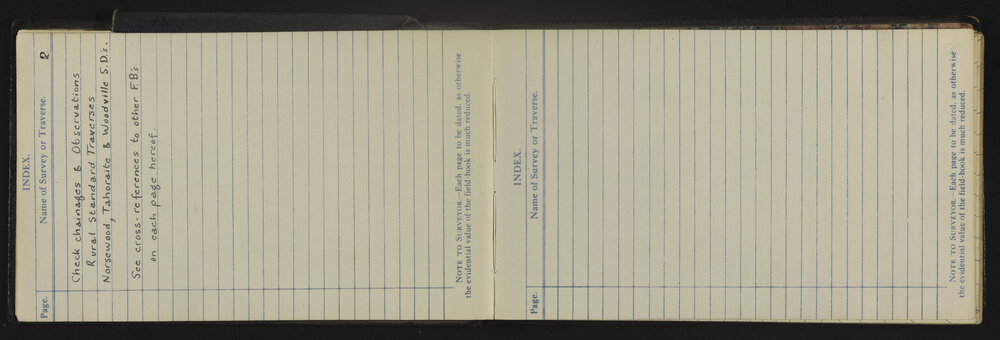 INDEX.
Page. Name of Survey or Traverse.
Check chainages & Observations
Rural Standard Traverses
Norsewood, Tahoraite & Woodville S.D's.
See cross-references to other F.B's
on each page hereof.
NOTE TO SURVEYOR.—Each page to be dated, as otherwise
the evidential value of the field-book is much reduced.
INDEX.
Page. Name of Survey or Traverse.
NOTE TO SURVEYOR.—Each page to be dated, as otherwise
the evidential value of the field-book is much reduced.